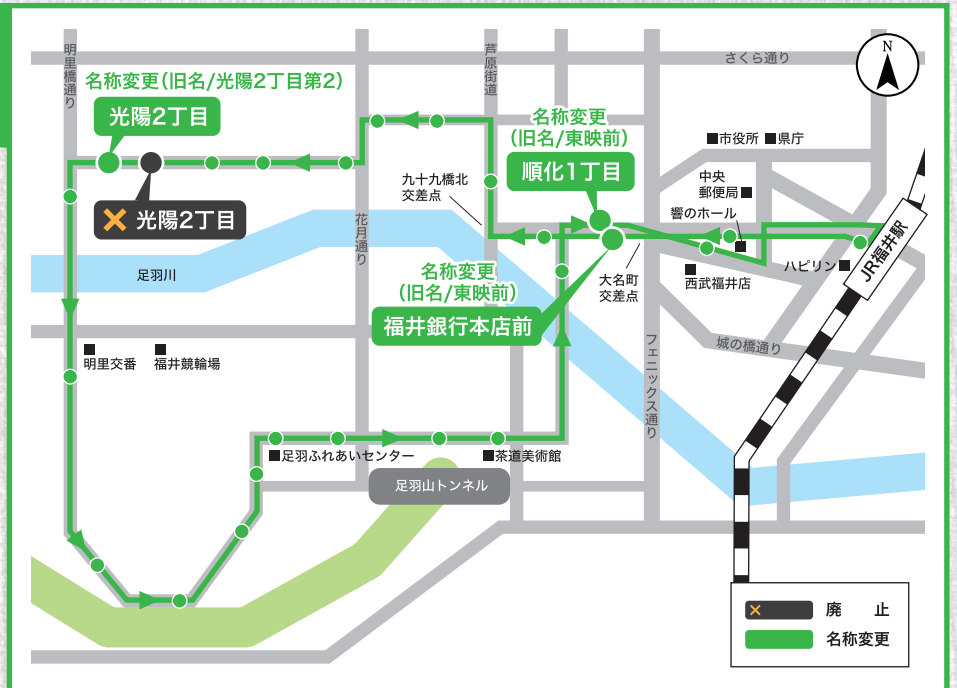 明里橋通り
芦原街道
さくら通り
N
名称変更(旧名/光陽2丁目第2)
光陽2丁目
名称変更
(旧名/東映前)
順化1丁目
市役所
県庁
中央
郵便局
響のホール
九十九橋北
交差点
光陽2丁目
花月通り
足羽川
JR福井駅
ハピリン
西武福井店
大名町
交差点
名称変更
(旧名/東映前)
福井銀行本店前
フェニックス通り
城の橋通り
明里交番
福井競輪場
足羽ふれあいセンター
茶道美術館
足羽山トンネル
廃 止
名称変更